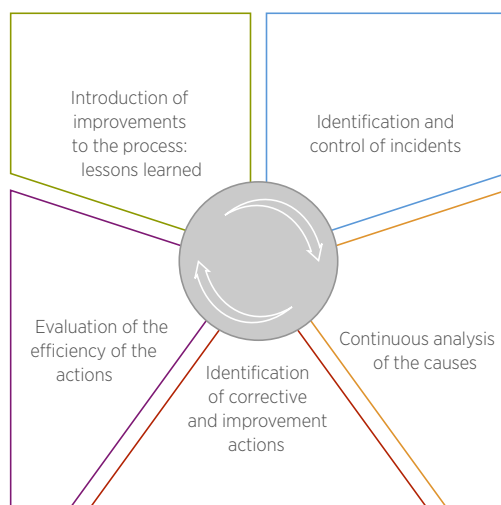 Introduction of
improvements
to the process:
lessons learned
Identification and
control of incidents
Evaluation of the
efficiency of the
actions
Identification
of corrective
and improvement
actions
Continuous analysis
of the causes